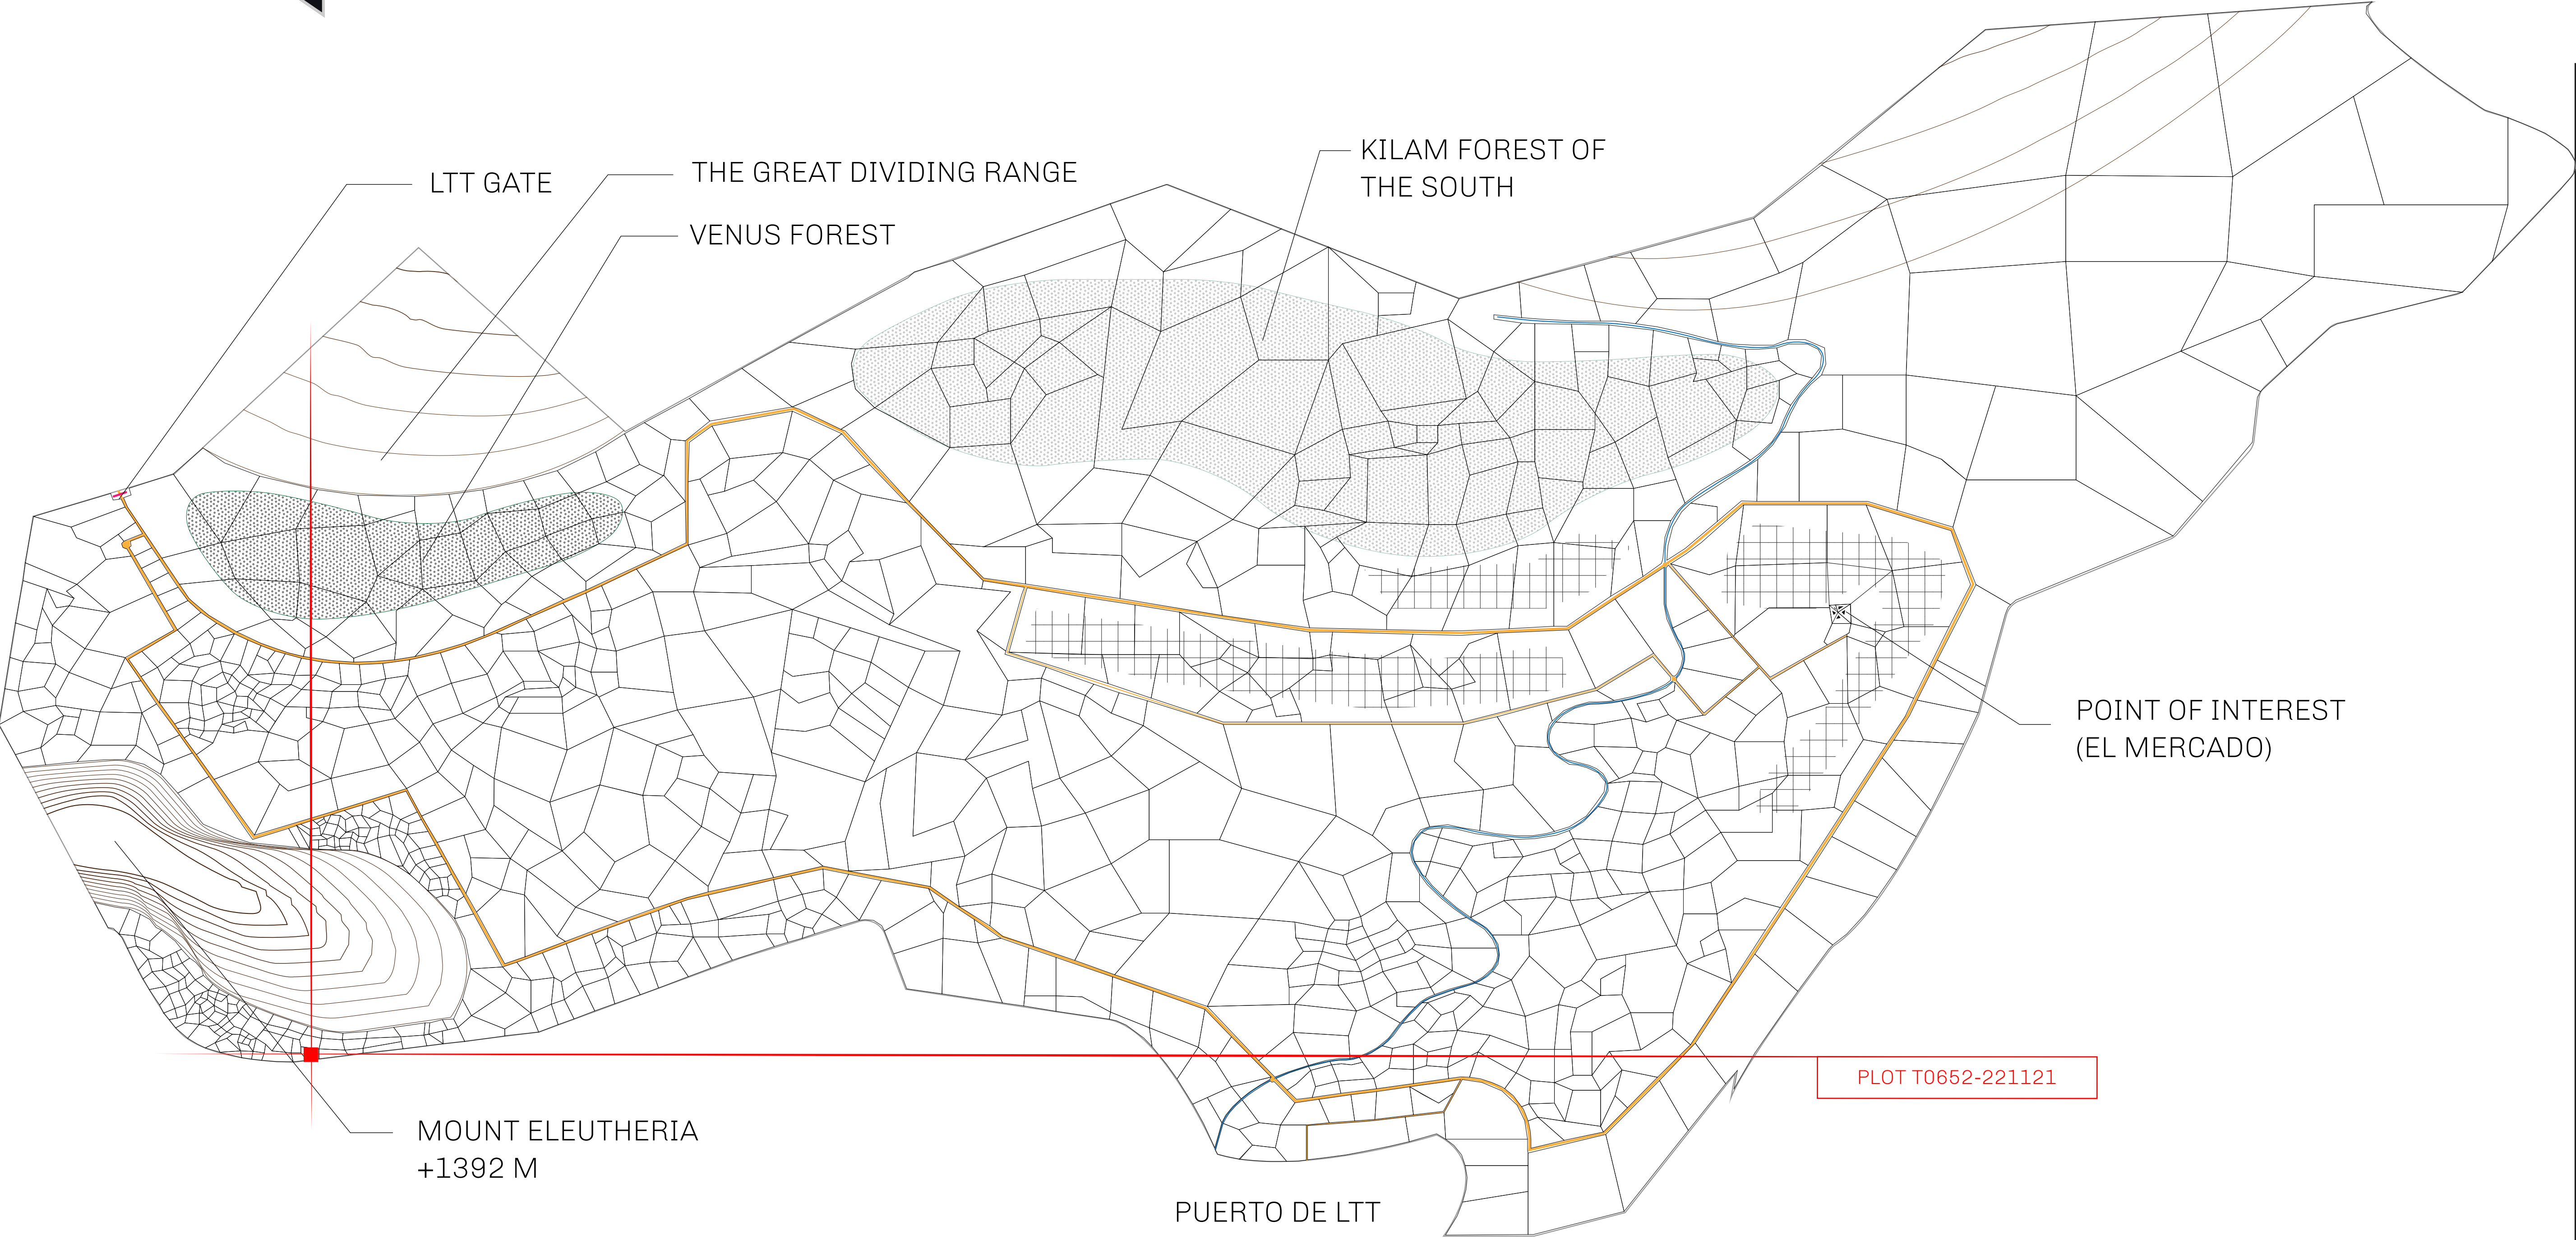 LTT GATE
THE GREAT DIVIDING RANGE
VENUS FOREST
KILAM FOREST OF
THE SOUTH
POINT OF INTEREST
(EL MERCADO)
PLOT T0652-221121
MOUNT ELEUTHERIA
+1392 M
PUERTO DE LTT